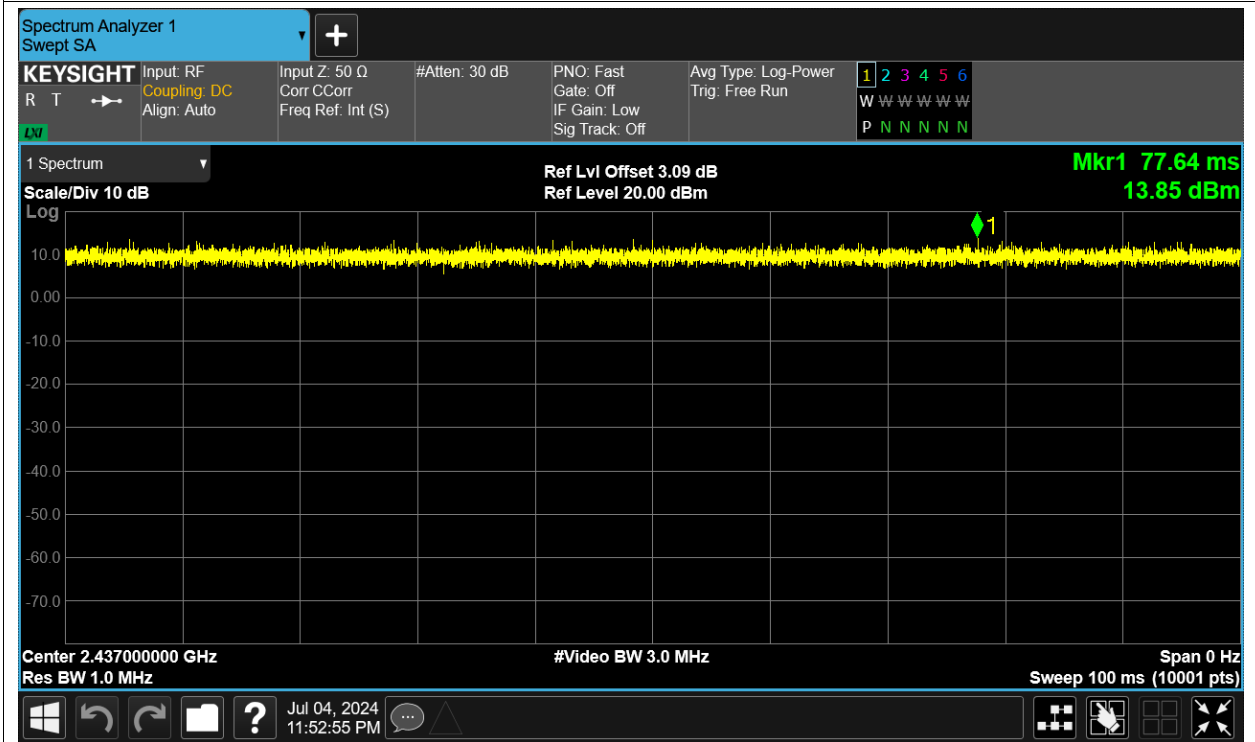 Spectrum Analyzer 1
Swept SA
+
KEYSIGHT
R T
LXI
Input: RF
Coupling: DC
Align: Auto
Input Z: 50 Ω
Corr CCorr
Freq Ref: Int (S)
#Atten: 30 dB
PNO: Fast
Gate: Off
IF Gain: Low
Sig Track: Off
Avg Type: Log-Power
Trig: Free Run
1 2 3 4 5 6
W W W W W W
P N N N N N
1 Spectrum
Scale/Div 10 dB
Log
Ref Lvl Offset 3.09 dB
Ref Level 20.00 dBm
Mkr1 77.64 ms
13.85 dBm
1
10.0
0.00
-10.0
-20.0
-30.0
-40.0
-50.0
-60.0
-70.0
Center 2.437000000 GHz
Res BW 1.0 MHz
#Video BW 3.0 MHz
Span 0 Hz
Sweep 100 ms (10001 pts)
?
Jul 04, 2024
11:52:55 PM